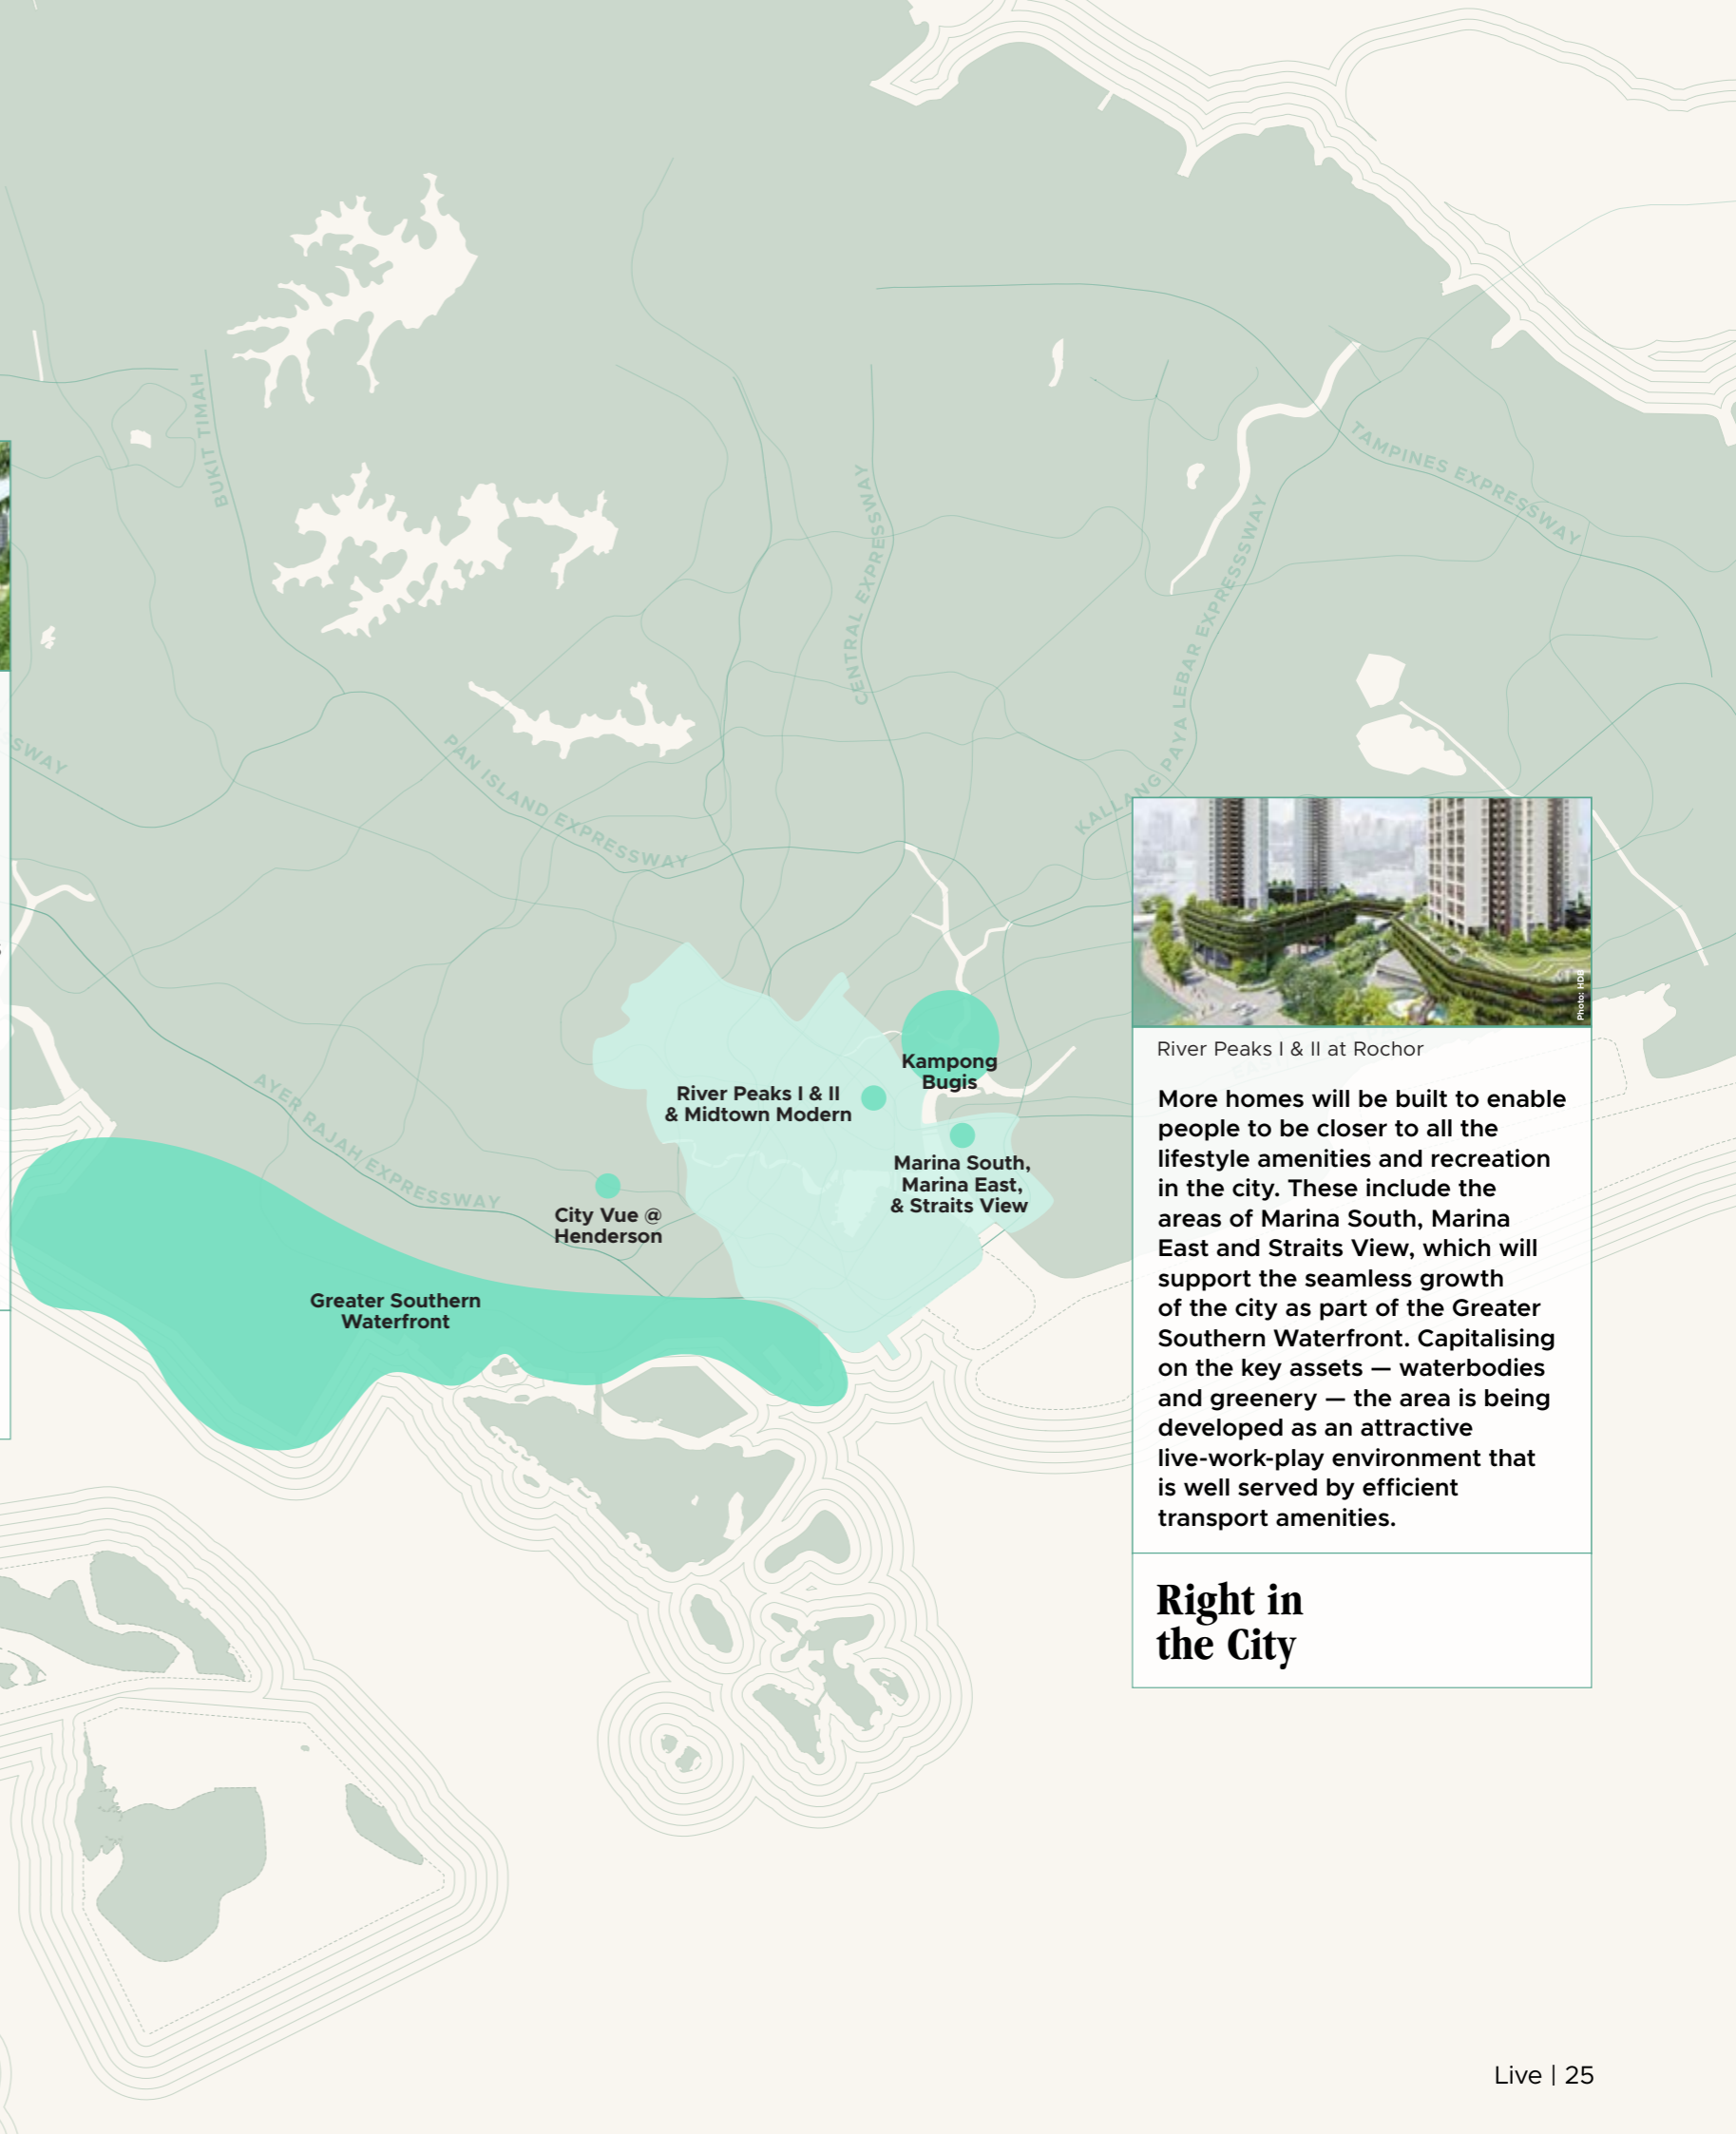 BUKIT TIMAH
TAMPINES EXPRESSWAY
CENTRAL EXPRESSWAY
KALLANG PAYA LEBAR EXPRESSSWAY
SWAY
PAN ISLAND EXPRESSWAY
AYER RAJAH EXPRESSWAY
Kampong
Bugis
River Peaks I & II
& Midtown Modern
Marina South,
Marina East,
& Straits View
City Vue @
Henderson
Greater Southern
Waterfront
Photo: HDB
River Peaks I & II at Rochor
More homes will be built to enable
people to be closer to all the
lifestyle amenities and recreation
in the city. These include the
areas of Marina South, Marina
East and Straits View, which will
support the seamless growth
of the city as part of the Greater
Southern Waterfront. Capitalising
on the key assets — waterbodies
and greenery — the area is being
developed as an attractive
live-work-play environment that
is well served by efficient
transport amenities.
Right in
the City
Live | 25